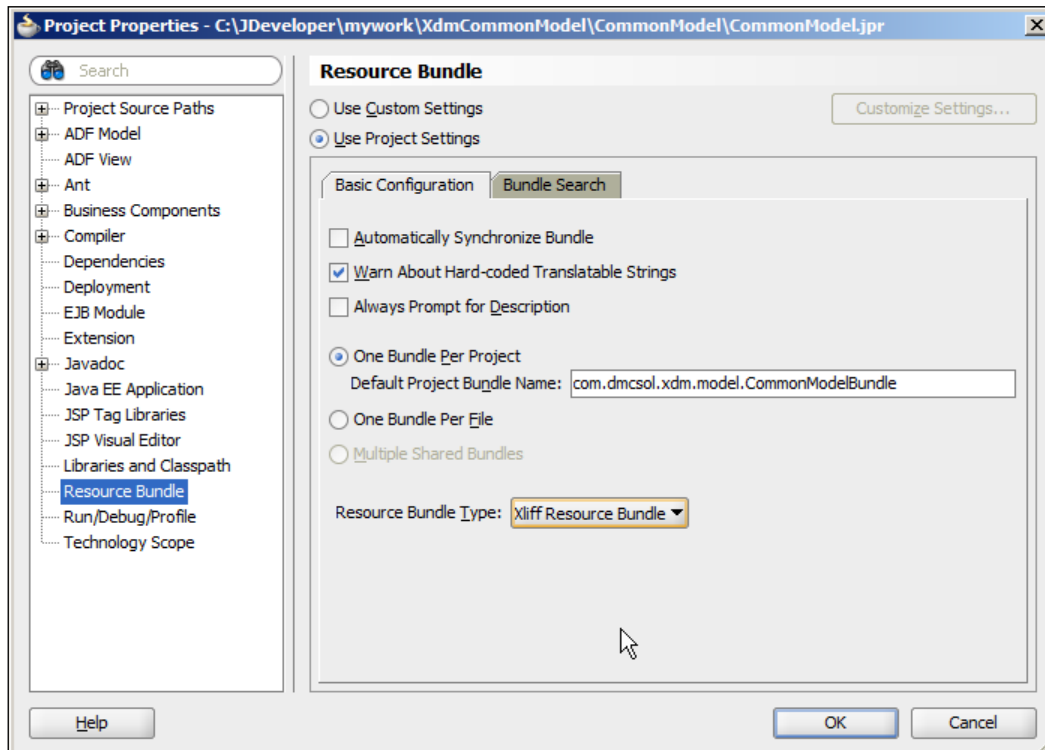 Project Properties - C:\JDeveloper\mywork\XdmCommonModel\CommonModel\CommonModel.jpr
Search
Project Source Paths
ADF Model
ADF View
Ant
Business Components
Compiler
Dependencies
Deployment
EJB Module
Extension
Javadoc
Java EE Application
JSP Tag Libraries
JSP Visual Editor
Libraries and Classpath
Resource Bundle
Run/Debug/Profile
Technology Scope
Resource Bundle
Use Custom Settings
Customize Settings...
Use Project Settings
Basic Configuration
Bundle Search
Automatically Synchronize Bundle
Warn About Hard-coded Translatable Strings
Always Prompt for Description
One Bundle Per Project
Default Project Bundle Name: com.dmcsol.xdm.model.CommonModelBundle
One Bundle Per File
Multiple Shared Bundles
Resource Bundle Type: Xliff Resource Bundle
Help
OK
Cancel